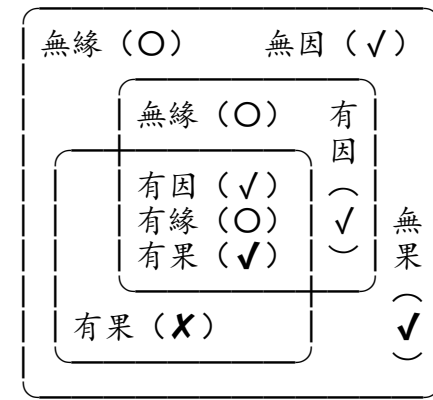 無緣（○） 無因（✓）
無緣（○）
有因（✓）
有因（✓）
有緣（○）
有果（✔）
無果（✔）
有果（✘）